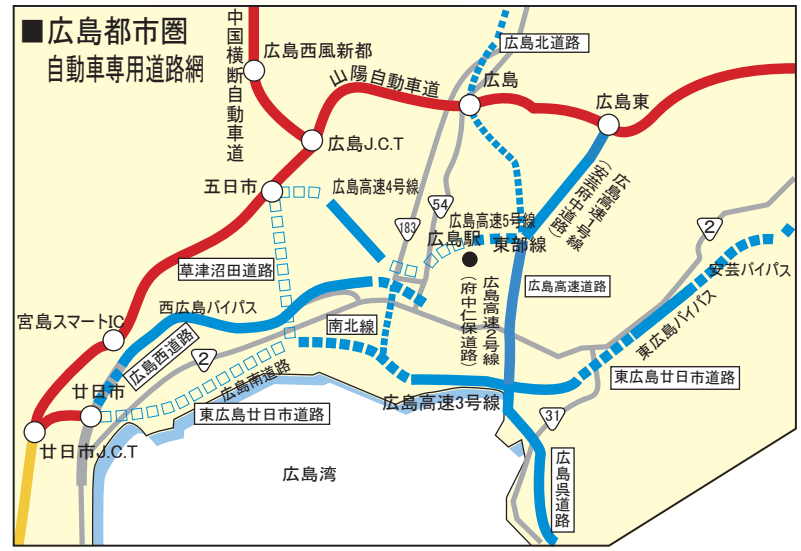 ■広島都市圏
自動車専用道路網
中国横断自動車道
広島西風新都
山陽自動車道
広島北道路
広島
広島東
広島J.C.T
五日市
広島高速4号線
54
183
広島高速5号線
広島駅
東部線
広島高速1号線
(安芸府中道路)
2
安芸バイパス
草津沼田道路
広島高速道路
西広島バイパス
広島高速2号線
(府中仁保道路)
宮島スマートIC
広島西道路
2
南北線
東広島バイパス
広島南道路
東広島廿日市道路
廿日市
東広島廿日市道路
広島高速3号線
31
廿日市J.C.T
広島湾
広島呉道路